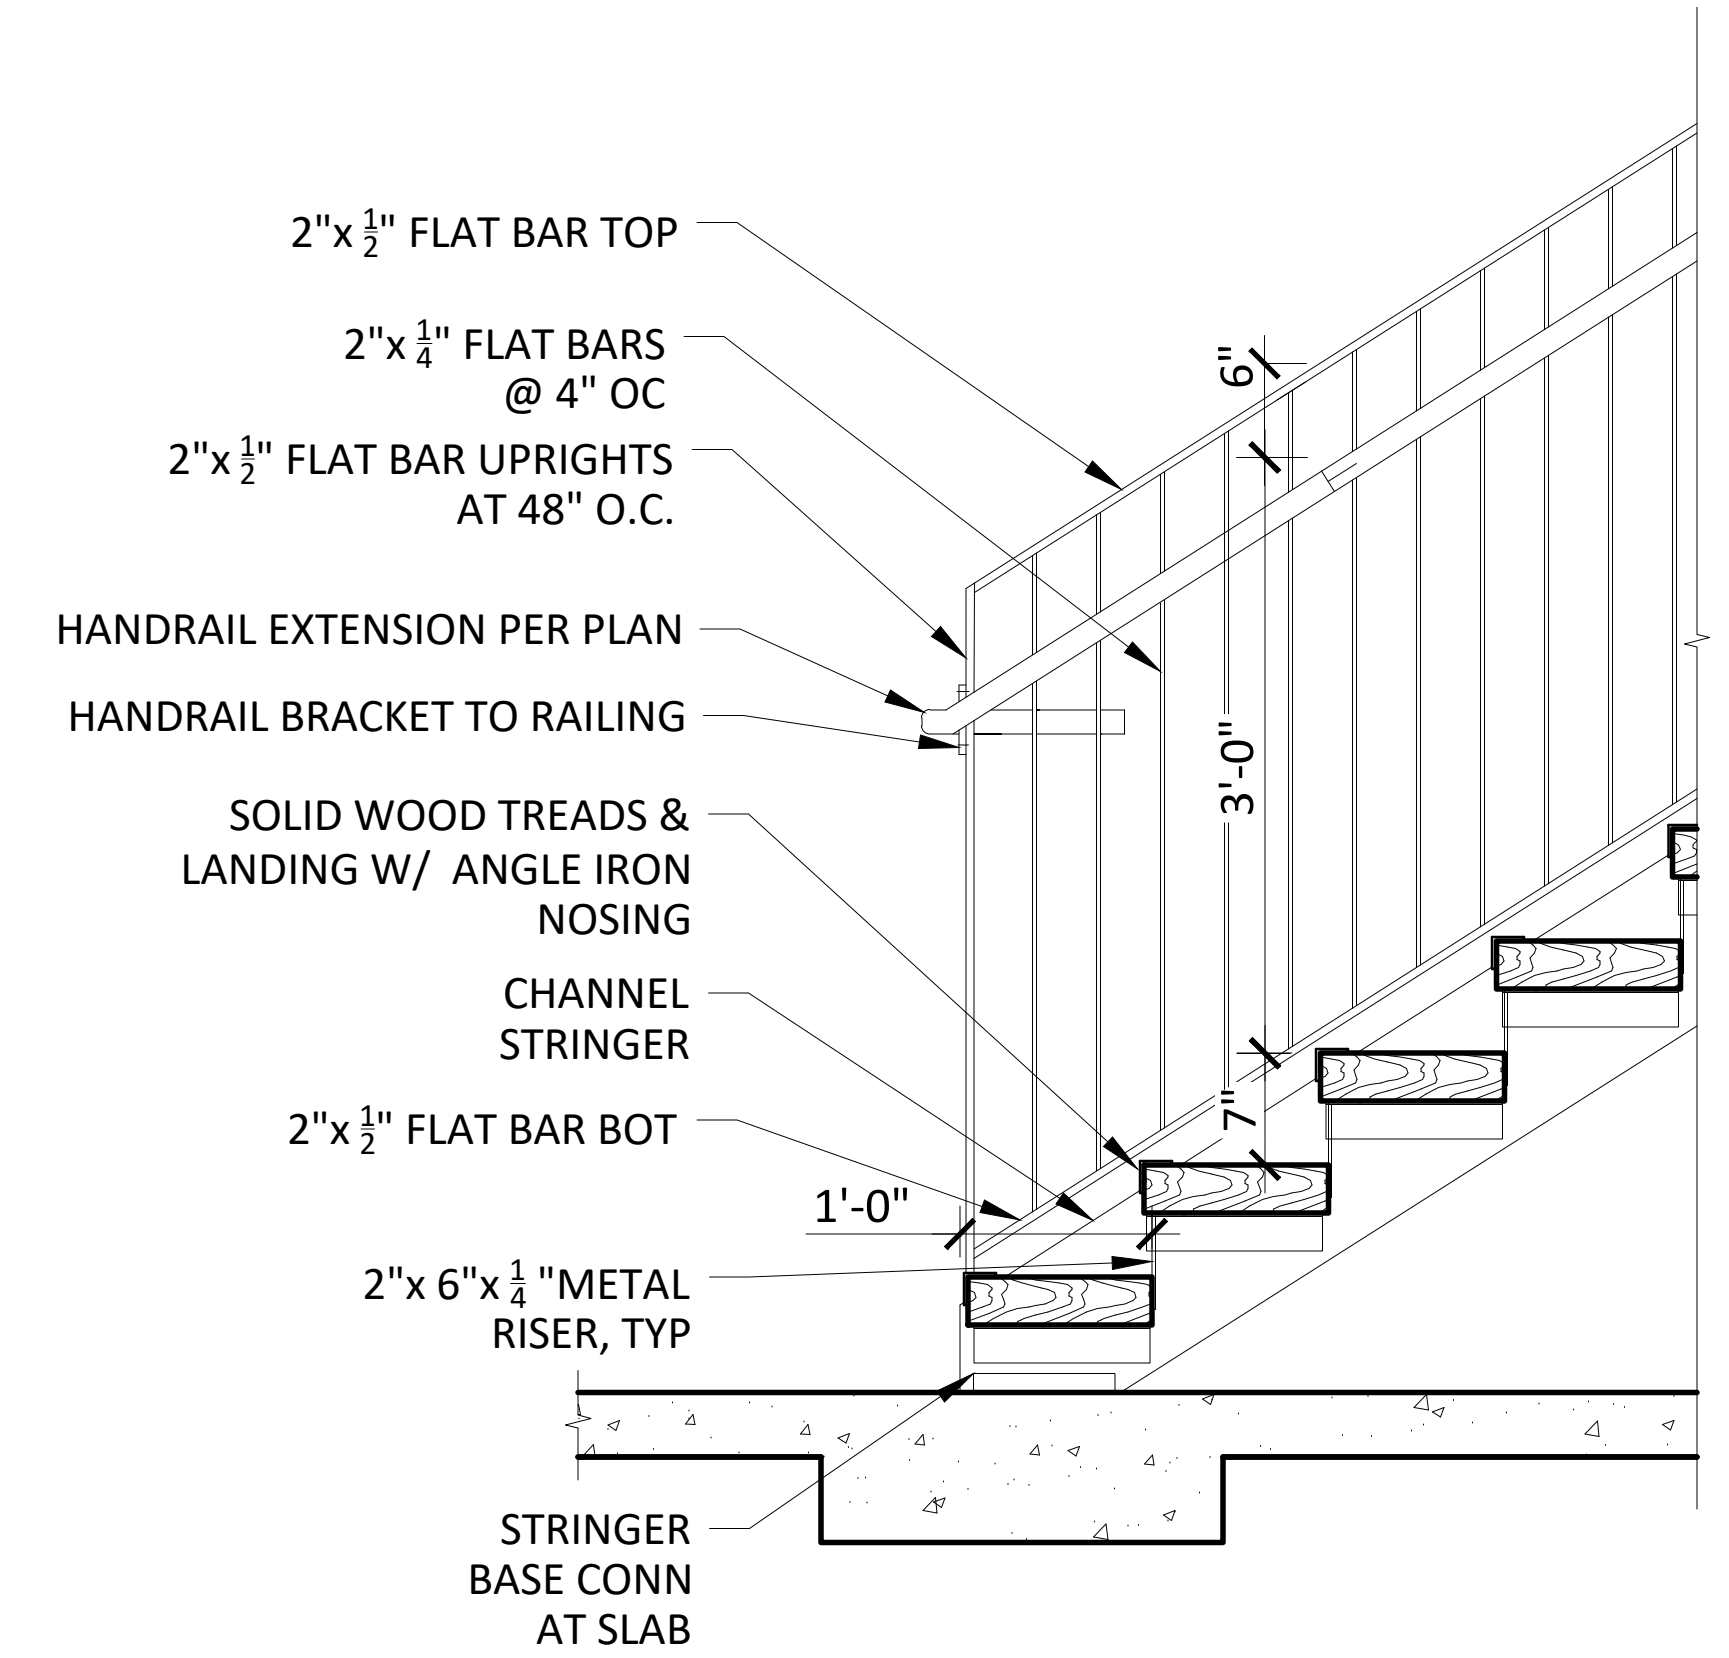 2"x 1/2" FLAT BAR TOP
2"x 1/4" FLAT BARS
@ 4" OC
2"x 1/2" FLAT BAR UPRIGHTS
AT 48" O.C.
HANDRAIL EXTENSION PER PLAN
HANDRAIL BRACKET TO RAILING
SOLID WOOD TREADS &
LANDING W/ ANGLE IRON
NOSING
CHANNEL
STRINGER
2"x 1/2" FLAT BAR BOT
2"x 6"x 1/4 "METAL
RISER, TYP
STRINGER
BASE CONN
AT SLAB
1'-0"
6"
3'-0"
7"